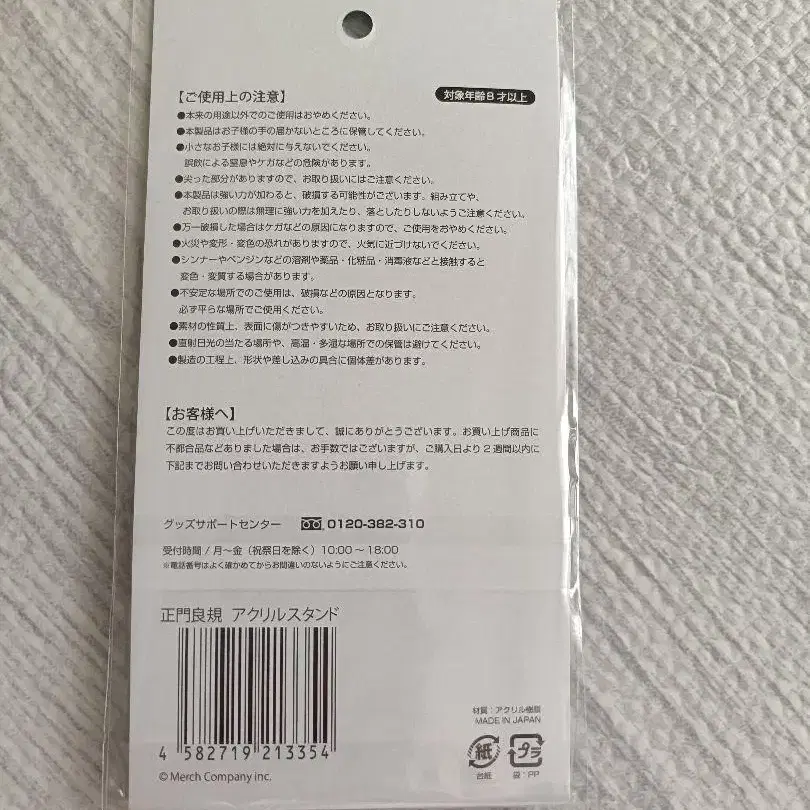 【ご使用上の注意】
対象年齢8才以上
●本来の用途以外でのご使用はおやめください。
●本製品はお子様の手の届かないところに保管してください。
●小さなお子様には絶対に与えないでください。
誤飲による窒息やケガなどの危険があります。
●尖った部分がありますので、お取り扱いにはご注意ください。
●本製品は強い力が加わると、破損する可能性がございます。組み立てや、
お取り扱いの際は無理に強い力を加えたり、落としたりしないようご注意ください。
●万一破損した場合はケガなどの原因になりますので、ご使用をおやめください。
●火災や変形・変色の恐れがありますので、火気に近づけないでください。
●シンナーやベンジンなどの溶剤や薬品・化粧品・消毒液などと接触すると
変色・変質する場合があります。
●不安定な場所でのご使用は、破損などの原因となります。
必ず平らな場所でご使用ください。
●素材の性質上、表面に傷がつきやすいため、お取り扱いにご注意ください。
●直射日光の当たる場所や、高温・多湿な場所での保管は避けてください。
●製造の工程上、形状や差し込みの具合に個体差があります。
【お客様へ】
この度はお買い上げいただきまして、誠にありがとうございます。お買い上げ商品に
不都合品などありました場合は、お手数ではございますが、ご購入日より2週間以内に
下記までお問い合わせいただきますようお願い申し上げます。
グッズサポートセンター 0120-382-310
受付時間 / 月〜金（祝祭日を除く）10:00 〜 18:00
※電話番号はよく確かめてからお間違いのないようにご注意ください。
正門良規 アクリルスタンド
4 582719 213354
© Merch Company inc.
材質：アクリル樹脂
MADE IN JAPAN
紙
台紙
プラ
袋：PP